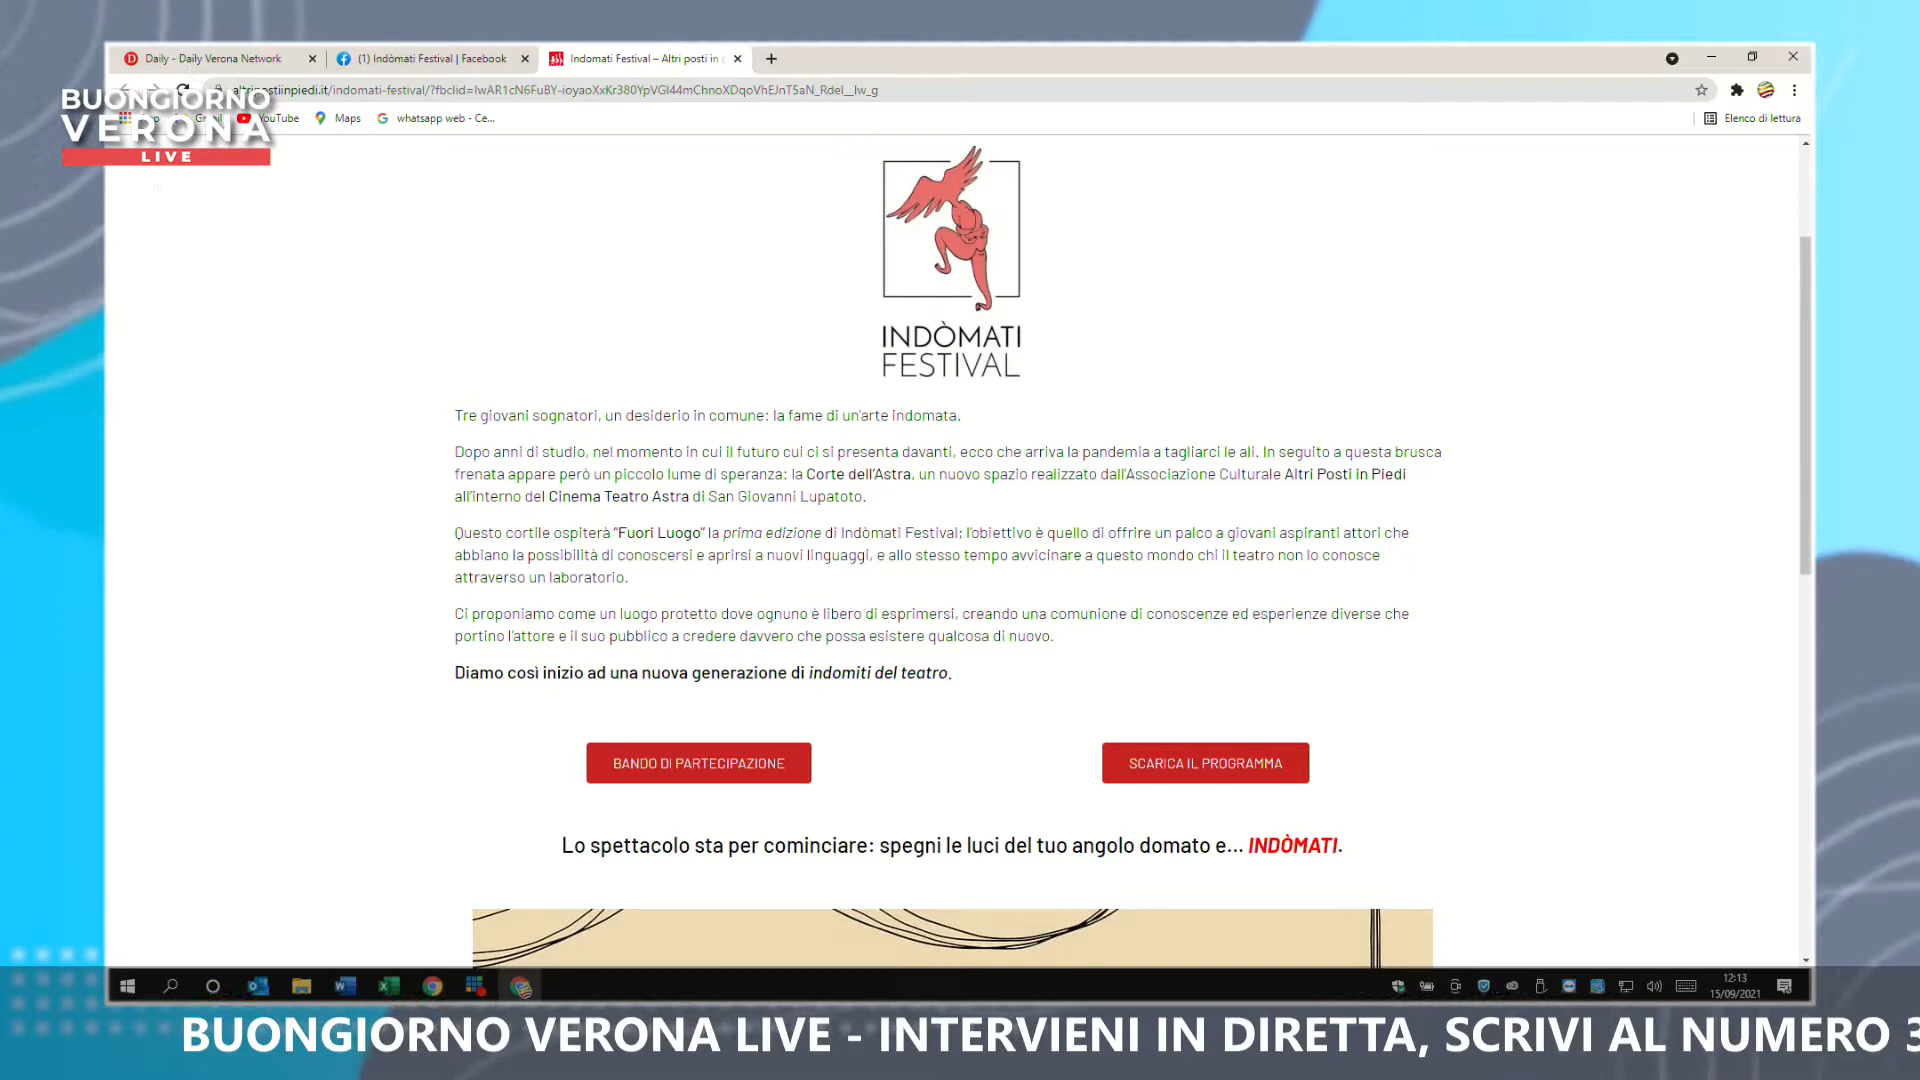 Daily - Daily Verona Network
(1) Indòmati Festival | Facebook
Indomati Festival – Altri posti in
altripostiinpiedi.it/indomati-festival/?fbclid=IwAR1cN6FuBY-ioyaoXxKr380YpVGl44mChnoXDqoVhEJnT5aN_Rdel__Iw_g
BUONGIORNO
VERONA
LIVE
Gmail
YouTube
Maps
whatsapp web - Ce...
Elenco di lettura
INDÒMATI
FESTIVAL
Tre giovani sognatori, un desiderio in comune: la fame di un'arte indomata.
Dopo anni di studio, nel momento in cui il futuro cui ci si presenta davanti, ecco che arriva la pandemia a tagliarci le ali. In seguito a questa brusca
frenata appare però un piccolo lume di speranza: la Corte dell'Astra, un nuovo spazio realizzato dall'Associazione Culturale Altri Posti in Piedi
all'interno del Cinema Teatro Astra di San Giovanni Lupatoto.
Questo cortile ospiterà "Fuori Luogo" la prima edizione di Indòmati Festival; l'obiettivo è quello di offrire un palco a giovani aspiranti attori che
abbiano la possibilità di conoscersi e aprirsi a nuovi linguaggi, e allo stesso tempo avvicinare a questo mondo chi il teatro non lo conosce
attraverso un laboratorio.
Ci proponiamo come un luogo protetto dove ognuno è libero di esprimersi, creando una comunione di conoscenze ed esperienze diverse che
portino l'attore e il suo pubblico a credere davvero che possa esistere qualcosa di nuovo.
Diamo così inizio ad una nuova generazione di indomiti del teatro.
BANDO DI PARTECIPAZIONE
SCARICA IL PROGRAMMA
Lo spettacolo sta per cominciare: spegni le luci del tuo angolo domato e... INDÒMATI.
12:13
15/09/2021
BUONGIORNO VERONA LIVE - INTERVIENI IN DIRETTA, SCRIVI AL NUMERO 3